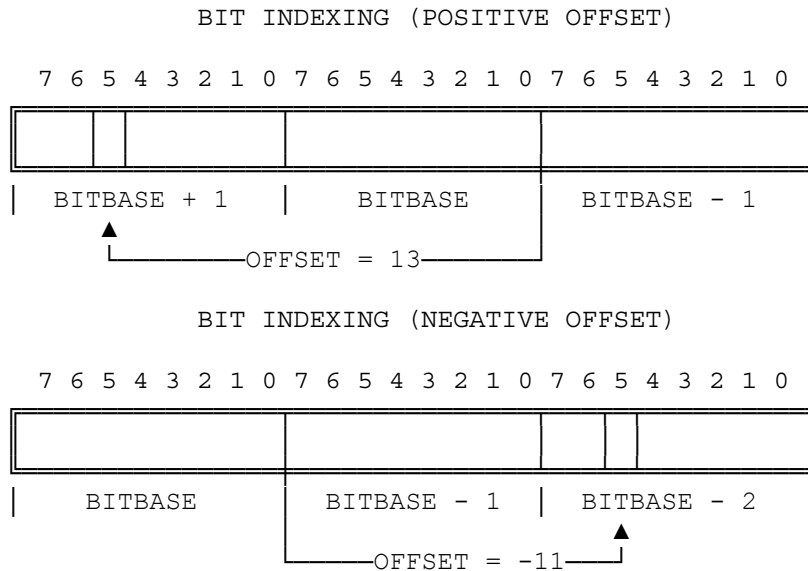 BIT INDEXING (POSITIVE OFFSET)
7 6 5 4 3 2 1 0 7 6 5 4 3 2 1 0 7 6 5 4 3 2 1 0
BITBASE + 1 BITBASE BITBASE - 1
OFFSET = 13
BIT INDEXING (NEGATIVE OFFSET)
7 6 5 4 3 2 1 0 7 6 5 4 3 2 1 0 7 6 5 4 3 2 1 0
BITBASE BITBASE - 1 BITBASE - 2
OFFSET = -11